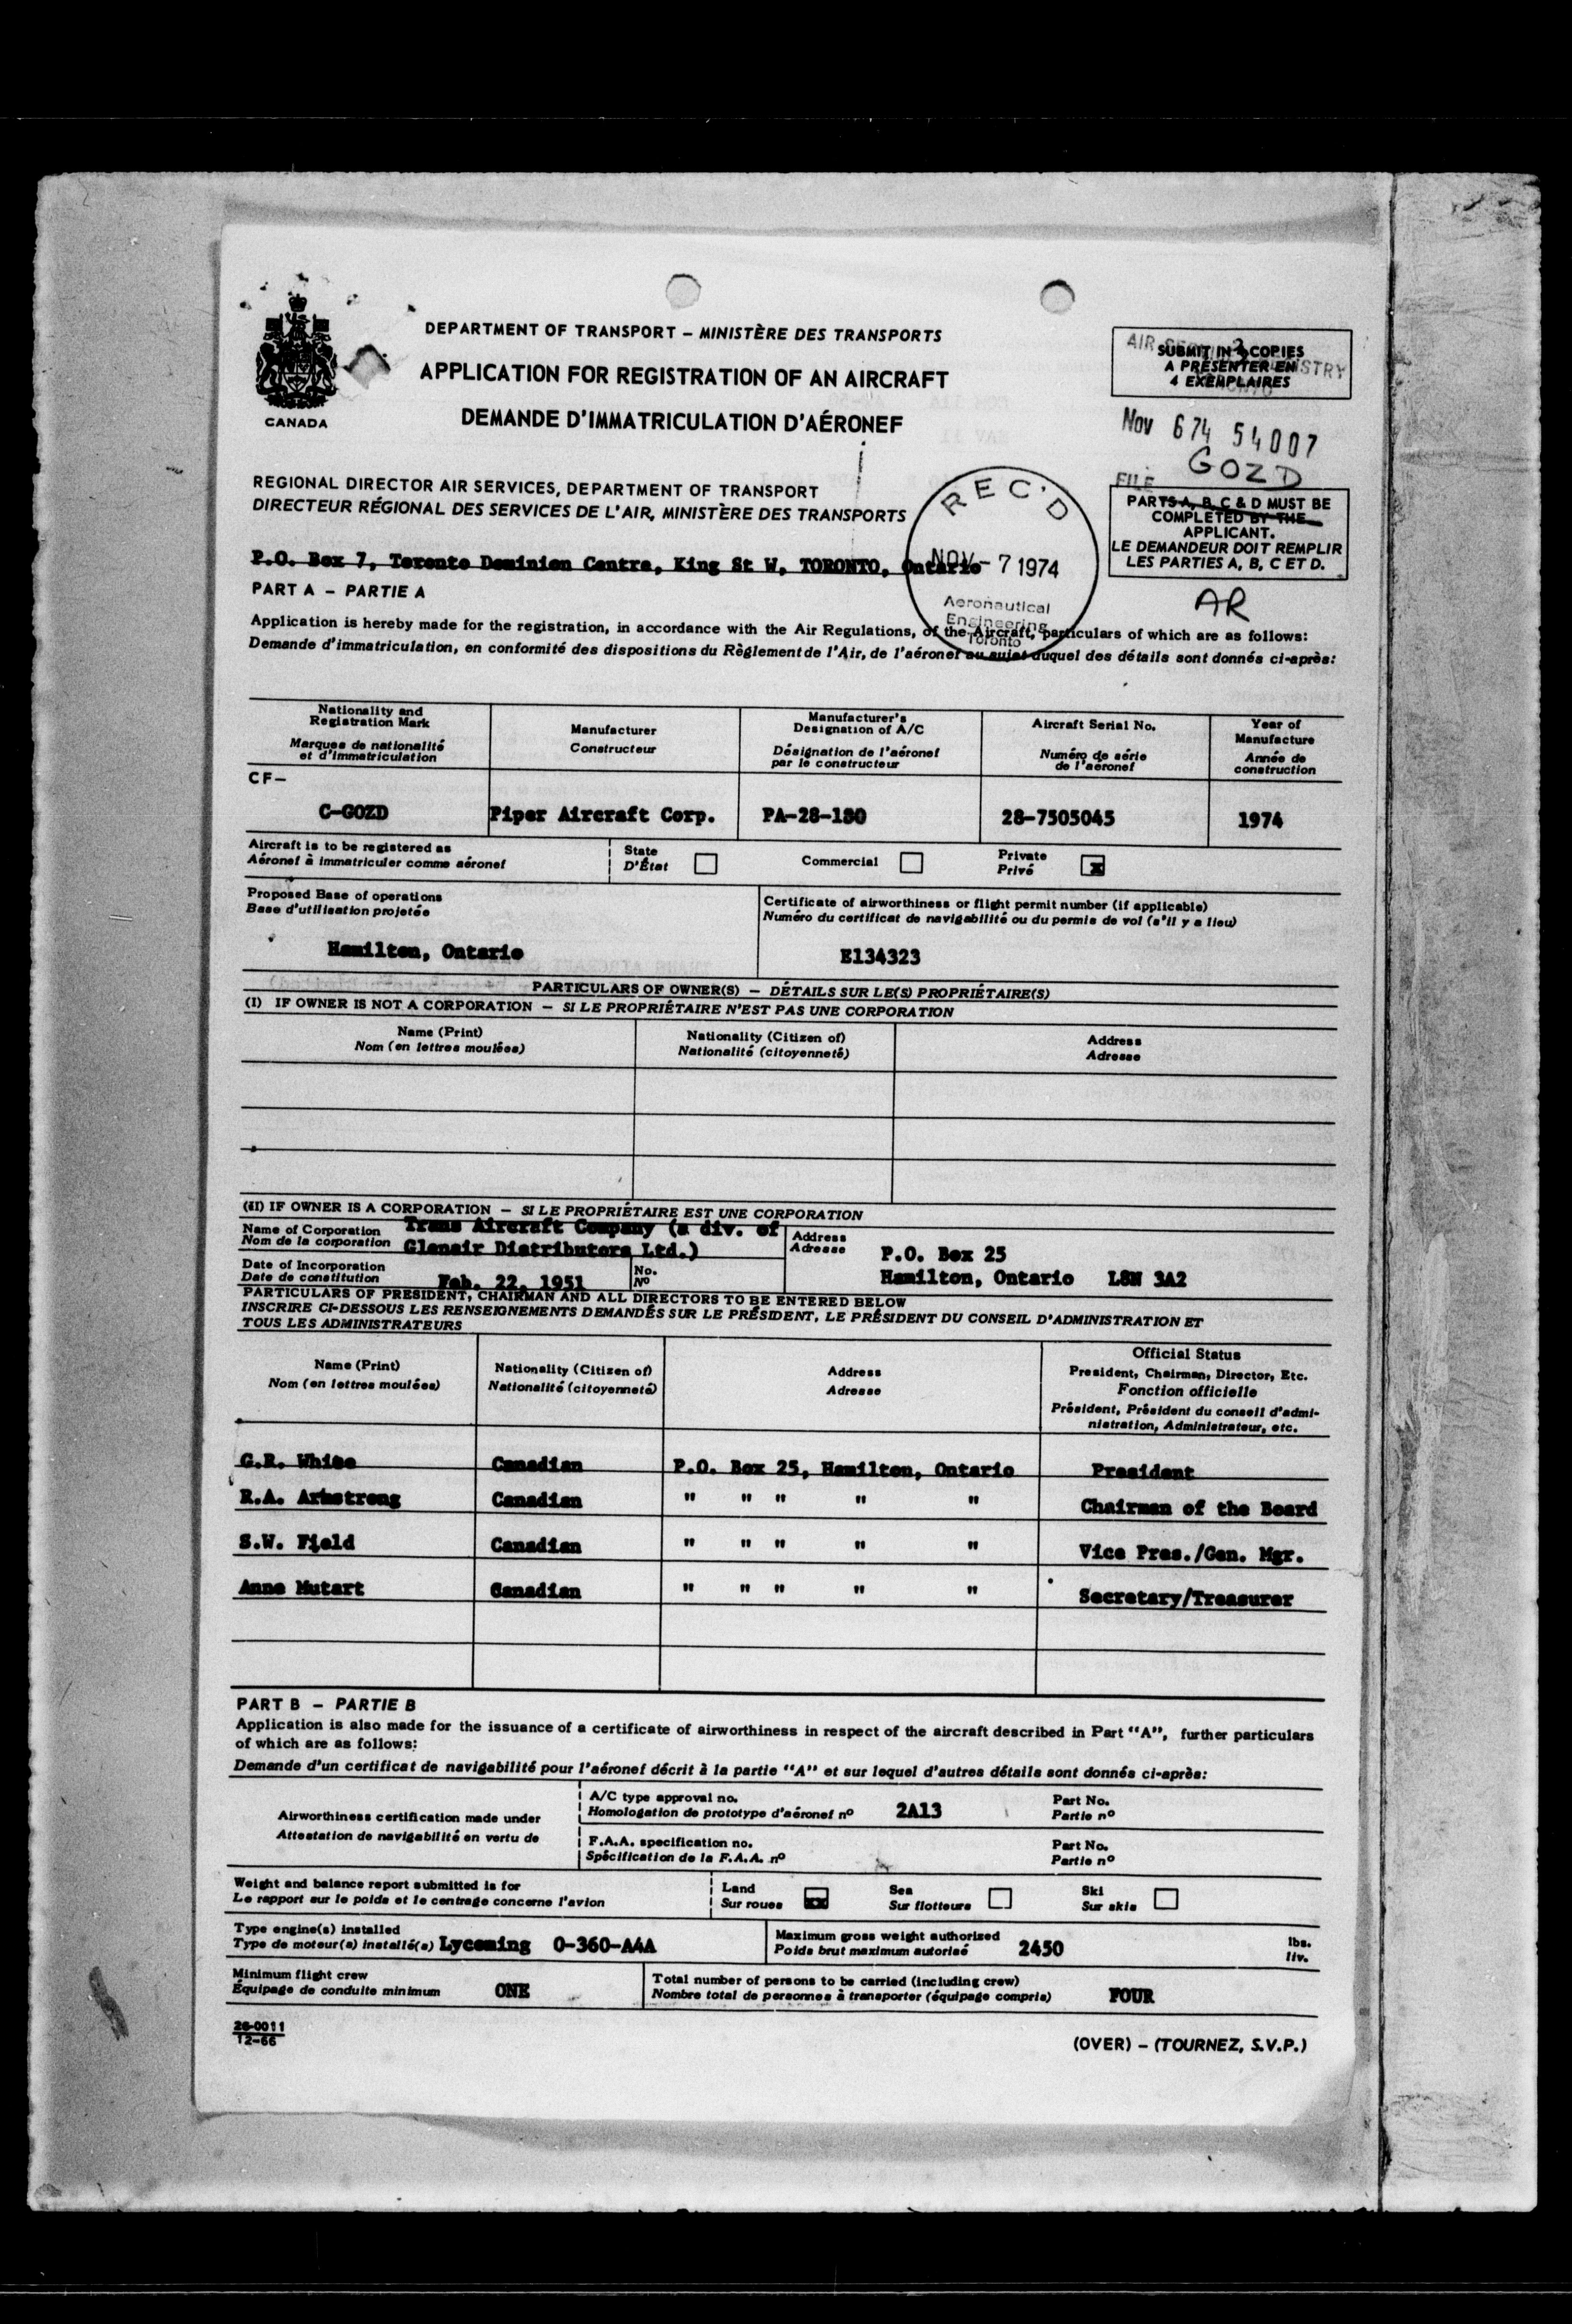 DEPARTMENT OF TRANSPORT – MINISTÈRE DES TRANSPORTS
APPLICATION FOR REGISTRATION OF AN AIRCRAFT
DEMANDE D'IMMATRICULATION D'AÉRONEF
CANADA
SUBMIT IN 3 COPIES
A PRÉSENTER EN
4 EXEMPLAIRES
Nov 6 74 54007
GOZD
FILE
REGIONAL DIRECTOR AIR SERVICES, DEPARTMENT OF TRANSPORT
DIRECTEUR RÉGIONAL DES SERVICES DE L'AIR, MINISTÈRE DES TRANSPORTS
REC'D
NOV - 7 1974
Aeronautical
Engineering
Toronto
PARTS A, B, C & D MUST BE
COMPLETED BY THE
APPLICANT.
LE DEMANDEUR DOIT REMPLIR
LES PARTIES A, B, C ET D.
AR
P.O. Box 7, Toronto Dominion Centre, King St W, TORONTO, Ontario
PART A – PARTIE A
Application is hereby made for the registration, in accordance with the Air Regulations, of the Aircraft, particulars of which are as follows:
Demande d'immatriculation, en conformité des dispositions du Règlement de l'Air, de l'aéronef au sujet duquel des détails sont donnés ci-après:
Nationality and
Registration Mark
Marques de nationalité
et d'immatriculation
Manufacturer
Constructeur
Manufacturer's
Designation of A/C
Désignation de l'aéronef
par le constructeur
Aircraft Serial No.
Numéro de série
de l'aéronef
Year of
Manufacture
Année de
construction
CF–
C-GOZD Piper Aircraft Corp. PA-28-180 28-7505045 1974
Aircraft is to be registered as
Aéronef à immatriculer comme aéronef
State
D'État
Commercial
Private
Privé
x
Proposed Base of operations
Base d'utilisation projetée
Hamilton, Ontario
Certificate of airworthiness or flight permit number (if applicable)
Numéro du certificat de navigabilité ou du permis de vol (s'il y a lieu)
E134323
PARTICULARS OF OWNER(S) – DÉTAILS SUR LE(S) PROPRIÉTAIRE(S)
(I) IF OWNER IS NOT A CORPORATION – SI LE PROPRIÉTAIRE N'EST PAS UNE CORPORATION
Name (Print)
Nom (en lettres moulées)
Nationality (Citizen of)
Nationalité (citoyenneté)
Address
Adresse
(II) IF OWNER IS A CORPORATION – SI LE PROPRIÉTAIRE EST UNE CORPORATION
Name of Corporation
Nom de la corporation
Trans Aircraft Company (a div. of
Glenair Distributors Ltd.)
Address
Adresse
P.O. Box 25
Hamilton, Ontario L8N 3A2
Date of Incorporation
Date de constitution
Feb. 22, 1951
No.
Nº
PARTICULARS OF PRESIDENT, CHAIRMAN AND ALL DIRECTORS TO BE ENTERED BELOW
INSCRIRE CI-DESSOUS LES RENSEIGNEMENTS DEMANDÉS SUR LE PRÉSIDENT, LE PRÉSIDENT DU CONSEIL D'ADMINISTRATION ET
TOUS LES ADMINISTRATEURS
Name (Print)
Nom (en lettres moulées)
Nationality (Citizen of)
Nationalité (citoyenneté)
Address
Adresse
Official Status
President, Chairman, Director, Etc.
Fonction officielle
Président, Président du conseil d'admi-
nistration, Administrateur, etc.
G.R. White Canadian P.O. Box 25, Hamilton, Ontario President
R.A. Armstrong Canadian " " " " " Chairman of the Board
S.W. Field Canadian " " " " " Vice Pres./Gen. Mgr.
Anne Mutart Canadian " " " " " Secretary/Treasurer
PART B – PARTIE B
Application is also made for the issuance of a certificate of airworthiness in respect of the aircraft described in Part "A", further particulars
of which are as follows:
Demande d'un certificat de navigabilité pour l'aéronef décrit à la partie "A" et sur lequel d'autres détails sont donnés ci-après:
Airworthiness certification made under
Attestation de navigabilité en vertu de
A/C type approval no.
Homologation de prototype d'aéronef nº 2A13
Part No.
Partie nº
F.A.A. specification no.
Spécification de la F.A.A. nº
Part No.
Partie nº
Weight and balance report submitted is for
Le rapport sur le poids et le centrage concerne l'avion
Land
Sur roues
xx
Sea
Sur flotteurs
Ski
Sur skis
Type engine(s) installed
Type de moteur(s) installé(s) Lycoming O-360-A4A
Maximum gross weight authorized
Poids brut maximum autorisé 2450
lbs.
liv.
Minimum flight crew
Équipage de conduite minimum ONE
Total number of persons to be carried (including crew)
Nombre total de personnes à transporter (équipage compris) FOUR
26-0011
12-66
(OVER) – (TOURNEZ, S.V.P.)